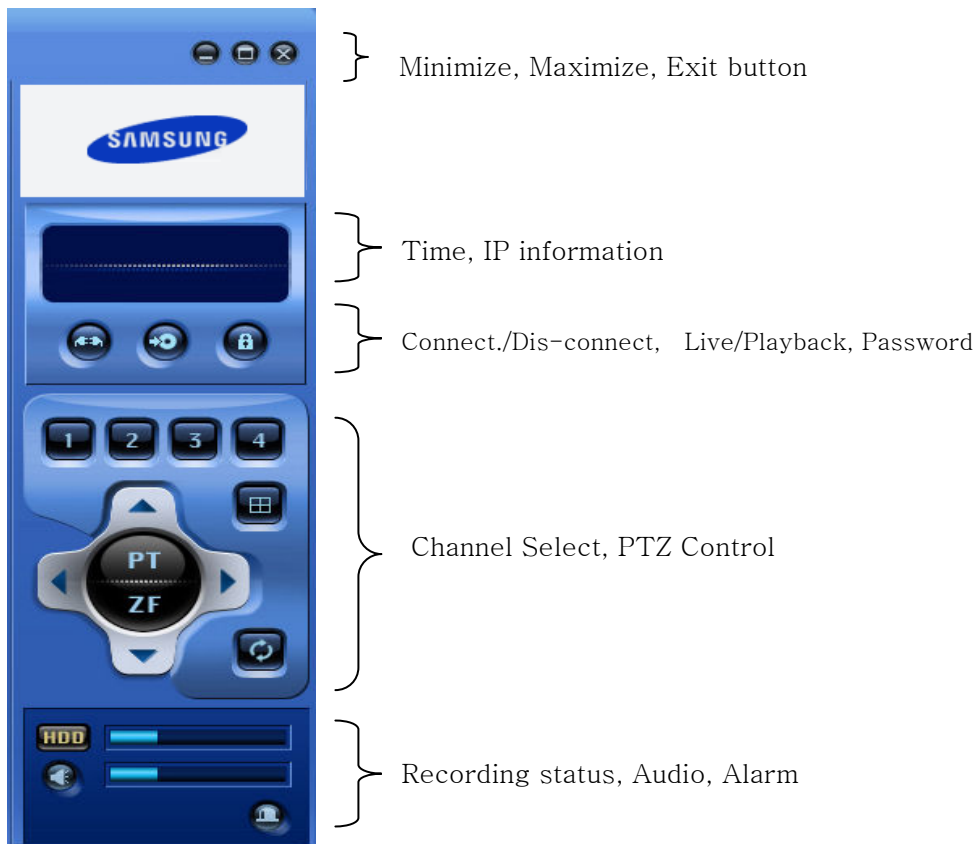 Minimize, Maximize, Exit button
SAMSUNG
Time, IP information
Connect./Dis-connect, Live/Playback, Password
1 2 3 4
PT
ZF
Channel Select, PTZ Control
HDD
Recording status, Audio, Alarm